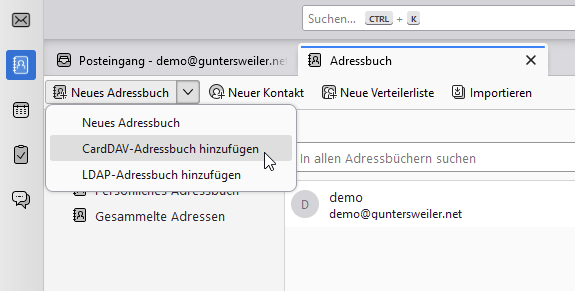 Suchen... CTRL + K
Posteingang - demo@guntersweiler.ne
Adressbuch
Neues Adressbuch
Neuer Kontakt
Neue Verteilerliste
Importieren
Neues Adressbuch
CardDAV-Adressbuch hinzufügen
LDAP-Adressbuch hinzufügen
In allen Adressbüchern suchen
Persönliches Adressbuch
Gesammelte Adressen
D
demo
demo@guntersweiler.net